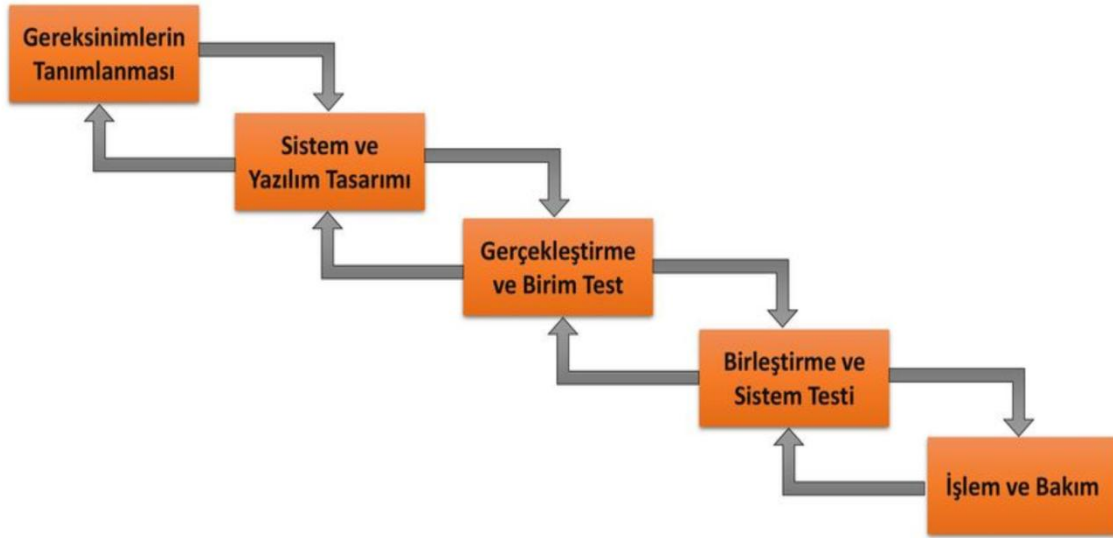 Gereksinimlerin
Tanımlanması
Sistem ve
Yazılım Tasarımı
Gerçekleştirme
ve Birim Test
Birleştirme ve
Sistem Testi
İşlem ve Bakım